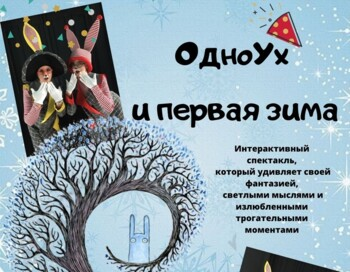 ОдноУх
и первая зима
Интерактивный
спектакль,
который удивляет своей
фантазией,
светлыми мыслями и
излюбленными
трогательными
моментами